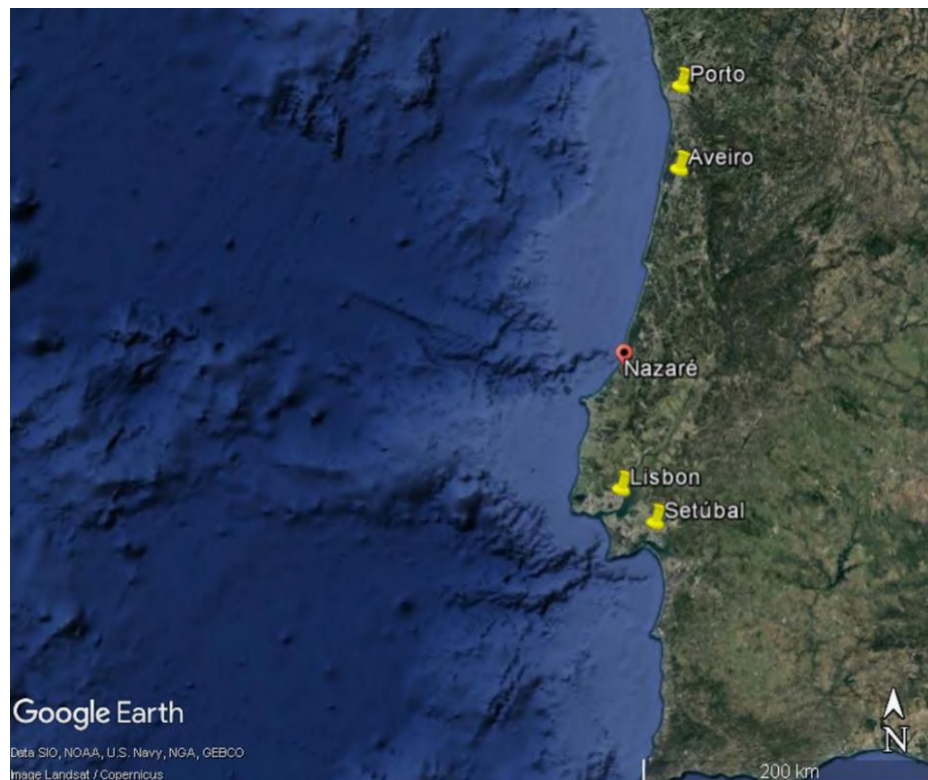 Porto
Aveiro
Nazaré
Lisbon
Setúbal
Google Earth
N
Data SIO, NOAA, U.S. Navy, NGA, GEBCO
200 km
Image Landsat / Copernicus